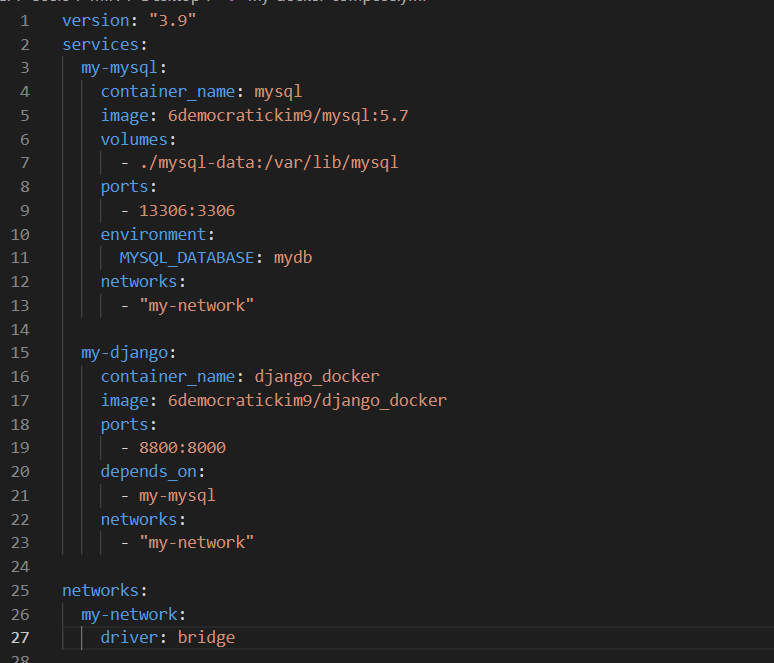 1 version: "3.9"
2 services:
3   my-mysql:
4     container_name: mysql
5     image: 6democratickim9/mysql:5.7
6     volumes:
7       - ./mysql-data:/var/lib/mysql
8     ports:
9       - 13306:3306
10     environment:
11       MYSQL_DATABASE: mydb
12     networks:
13       - "my-network"
14
15   my-django:
16     container_name: django_docker
17     image: 6democratickim9/django_docker
18     ports:
19       - 8800:8000
20     depends_on:
21       - my-mysql
22     networks:
23       - "my-network"
24
25 networks:
26   my-network:
27     driver: bridge
28